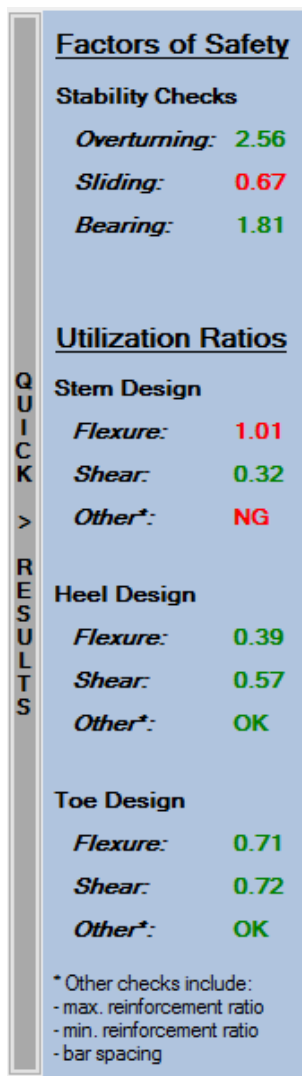 QUICK > RESULTS
Factors of Safety
Stability Checks
Overturning: 2.56
Sliding: 0.67
Bearing: 1.81
Utilization Ratios
Stem Design
Flexure: 1.01
Shear: 0.32
Other*: NG
Heel Design
Flexure: 0.39
Shear: 0.57
Other*: OK
Toe Design
Flexure: 0.71
Shear: 0.72
Other*: OK
* Other checks include:
- max. reinforcement ratio
- min. reinforcement ratio
- bar spacing